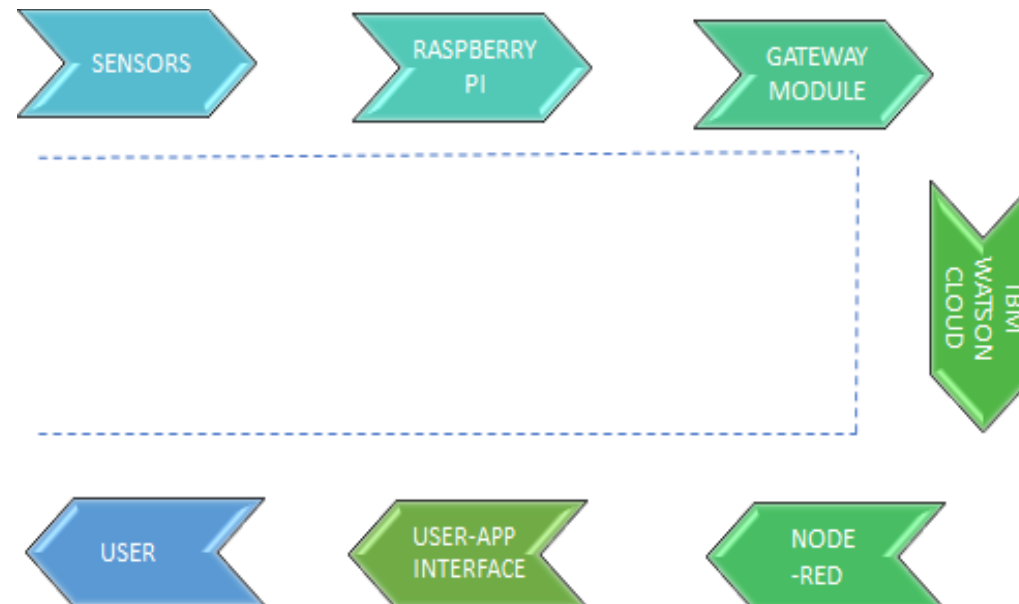 SENSORS
RASPBERRY
PI
GATEWAY
MODULE
IBM
WATSON
CLOUD
NODE
-RED
USER-APP
INTERFACE
USER